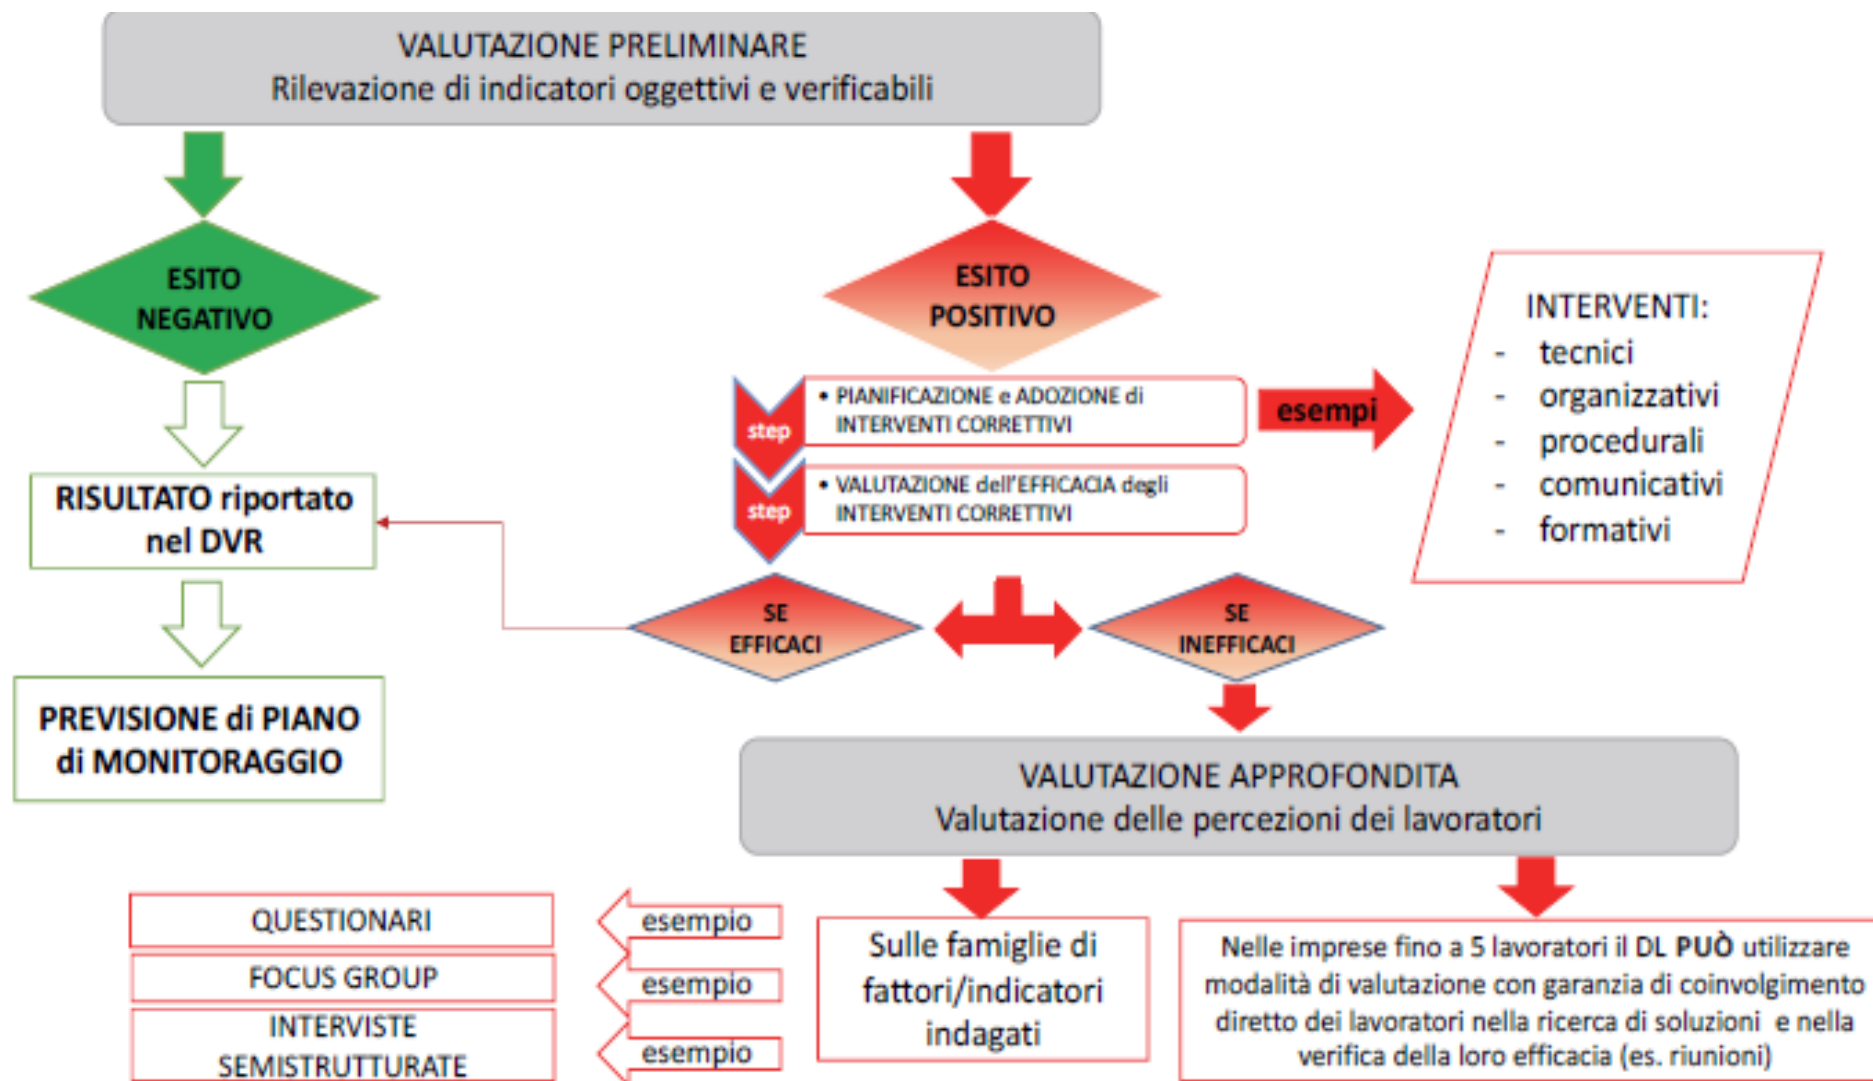 VALUTAZIONE PRELIMINARE
Rilevazione di indicatori oggettivi e verificabili
ESITO
NEGATIVO
ESITO
POSITIVO
INTERVENTI:
- tecnici
- organizzativi
- procedurali
- comunicativi
- formativi
step
• PIANIFICAZIONE e ADOZIONE di
INTERVENTI CORRETTIVI
esempi
step
• VALUTAZIONE dell'EFFICACIA degli
INTERVENTI CORRETTIVI
RISULTATO riportato
nel DVR
SE
EFFICACI
SE
INEFFICACI
PREVISIONE di PIANO
di MONITORAGGIO
VALUTAZIONE APPROFONDITA
Valutazione delle percezioni dei lavoratori
QUESTIONARI
esempio
FOCUS GROUP
esempio
INTERVISTE
SEMISTRUTTURATE
esempio
Sulle famiglie di
fattori/indicatori
indagati
Nelle imprese fino a 5 lavoratori il DL PUÒ utilizzare
modalità di valutazione con garanzia di coinvolgimento
diretto dei lavoratori nella ricerca di soluzioni e nella
verifica della loro efficacia (es. riunioni)